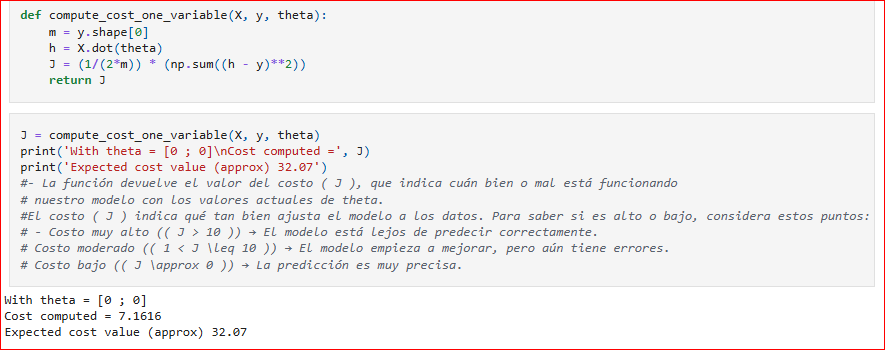 def compute_cost_one_variable(X, y, theta):
    m = y.shape[0]
    h = X.dot(theta)
    J = (1/(2*m)) * (np.sum((h - y)**2))
    return J
J = compute_cost_one_variable(X, y, theta)
print('With theta = [0 ; 0]\nCost computed =', J)
print('Expected cost value (approx) 32.07')
#- La función devuelve el valor del costo ( J ), que indica cuán bien o mal está funcionando
# nuestro modelo con los valores actuales de theta.
#El costo ( J ) indica qué tan bien ajusta el modelo a los datos. Para saber si es alto o bajo, considera estos puntos:
# - Costo muy alto (( J > 10 )) → El modelo está lejos de predecir correctamente.
# Costo moderado (( 1 < J \leq 10 )) → El modelo empieza a mejorar, pero aún tiene errores.
# Costo bajo (( J \approx 0 )) → La predicción es muy precisa.
With theta = [0 ; 0]
Cost computed = 7.1616
Expected cost value (approx) 32.07